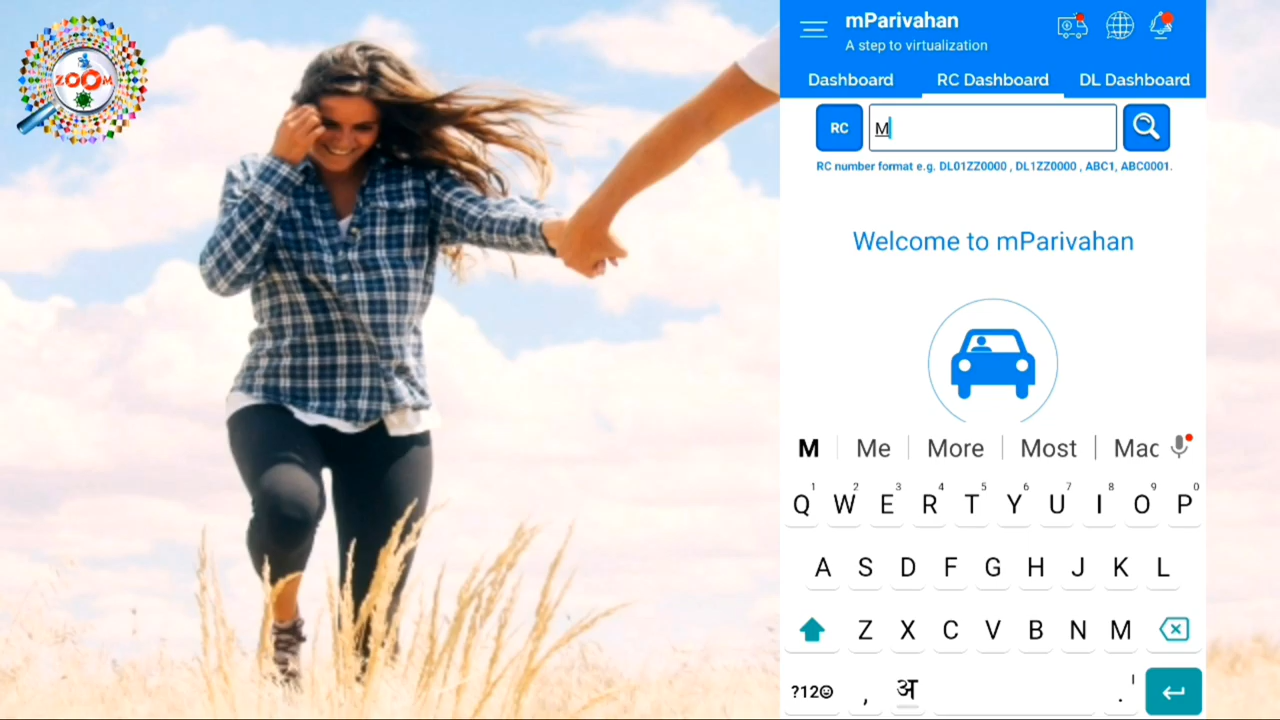 ZOOM
mParivahan
A step to virtualization
Dashboard RC Dashboard DL Dashboard
RC M
RC number format e.g. DL01ZZ0000 , DL1ZZ0000 , ABC1, ABC0001.
Welcome to mParivahan
M Me More Most Mac
1 2 3 4 5 6 7 8 9 0
Q W E R T Y U I O P
A S D F G H J K L
Z X C V B N M
?12 , अ .